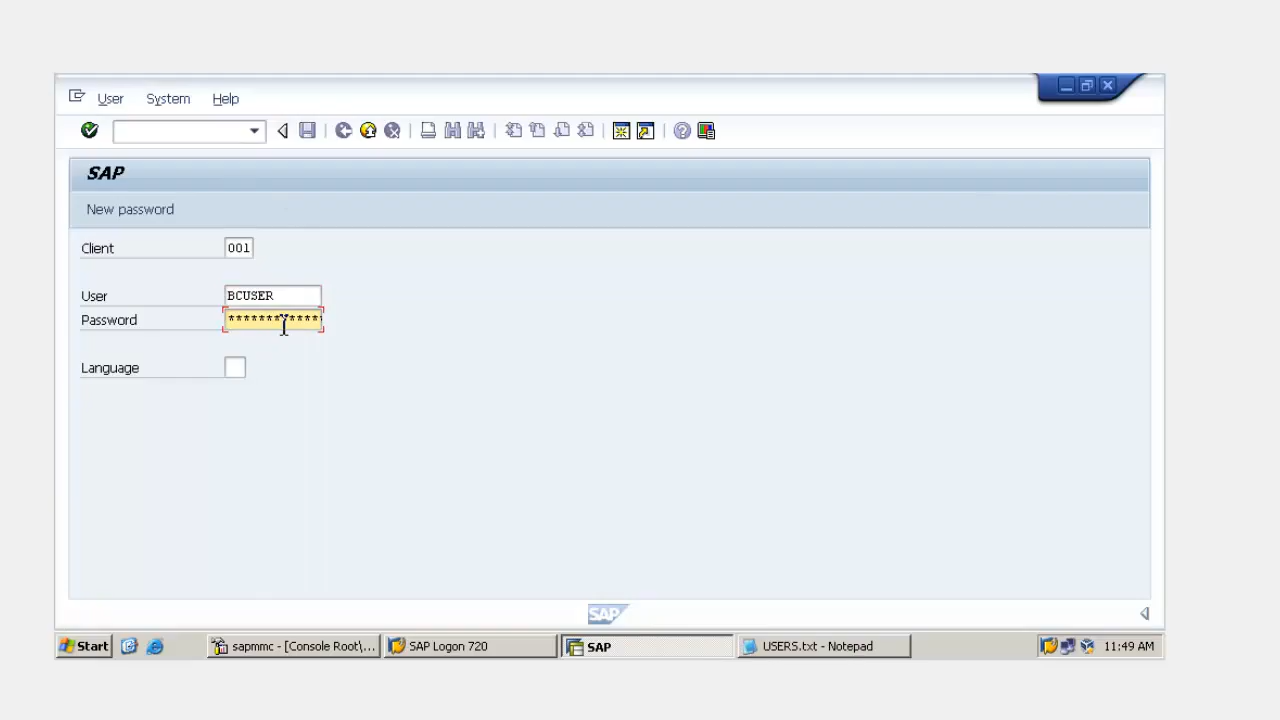 User System Help
SAP
New password
Client 001
User BCUSER
Password *************
Language
SAP
Start sapmmc - [Console Root\... SAP Logon 720 SAP USERS.txt - Notepad 11:49 AM